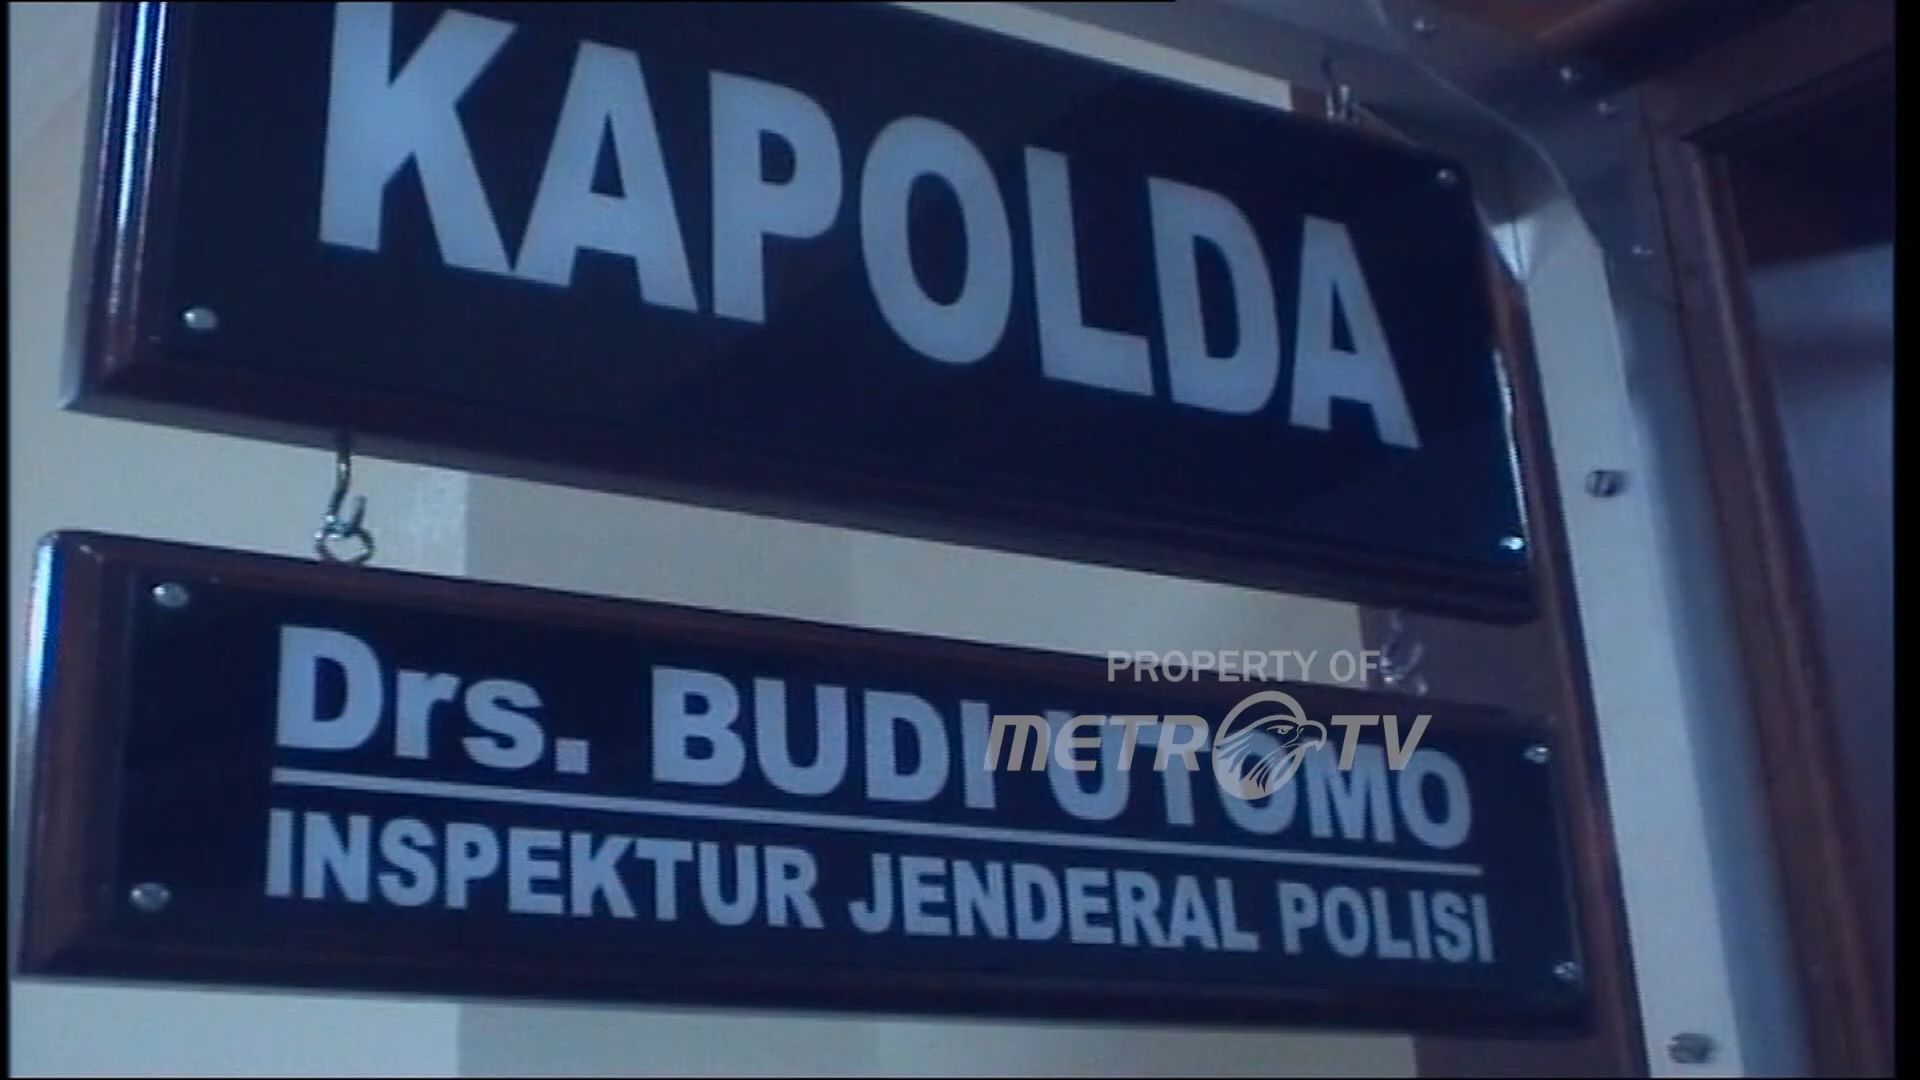 KAPOLDA
Drs. BUDI UTOMO
INSPEKTUR JENDERAL POLISI
PROPERTY OF
METRO TV